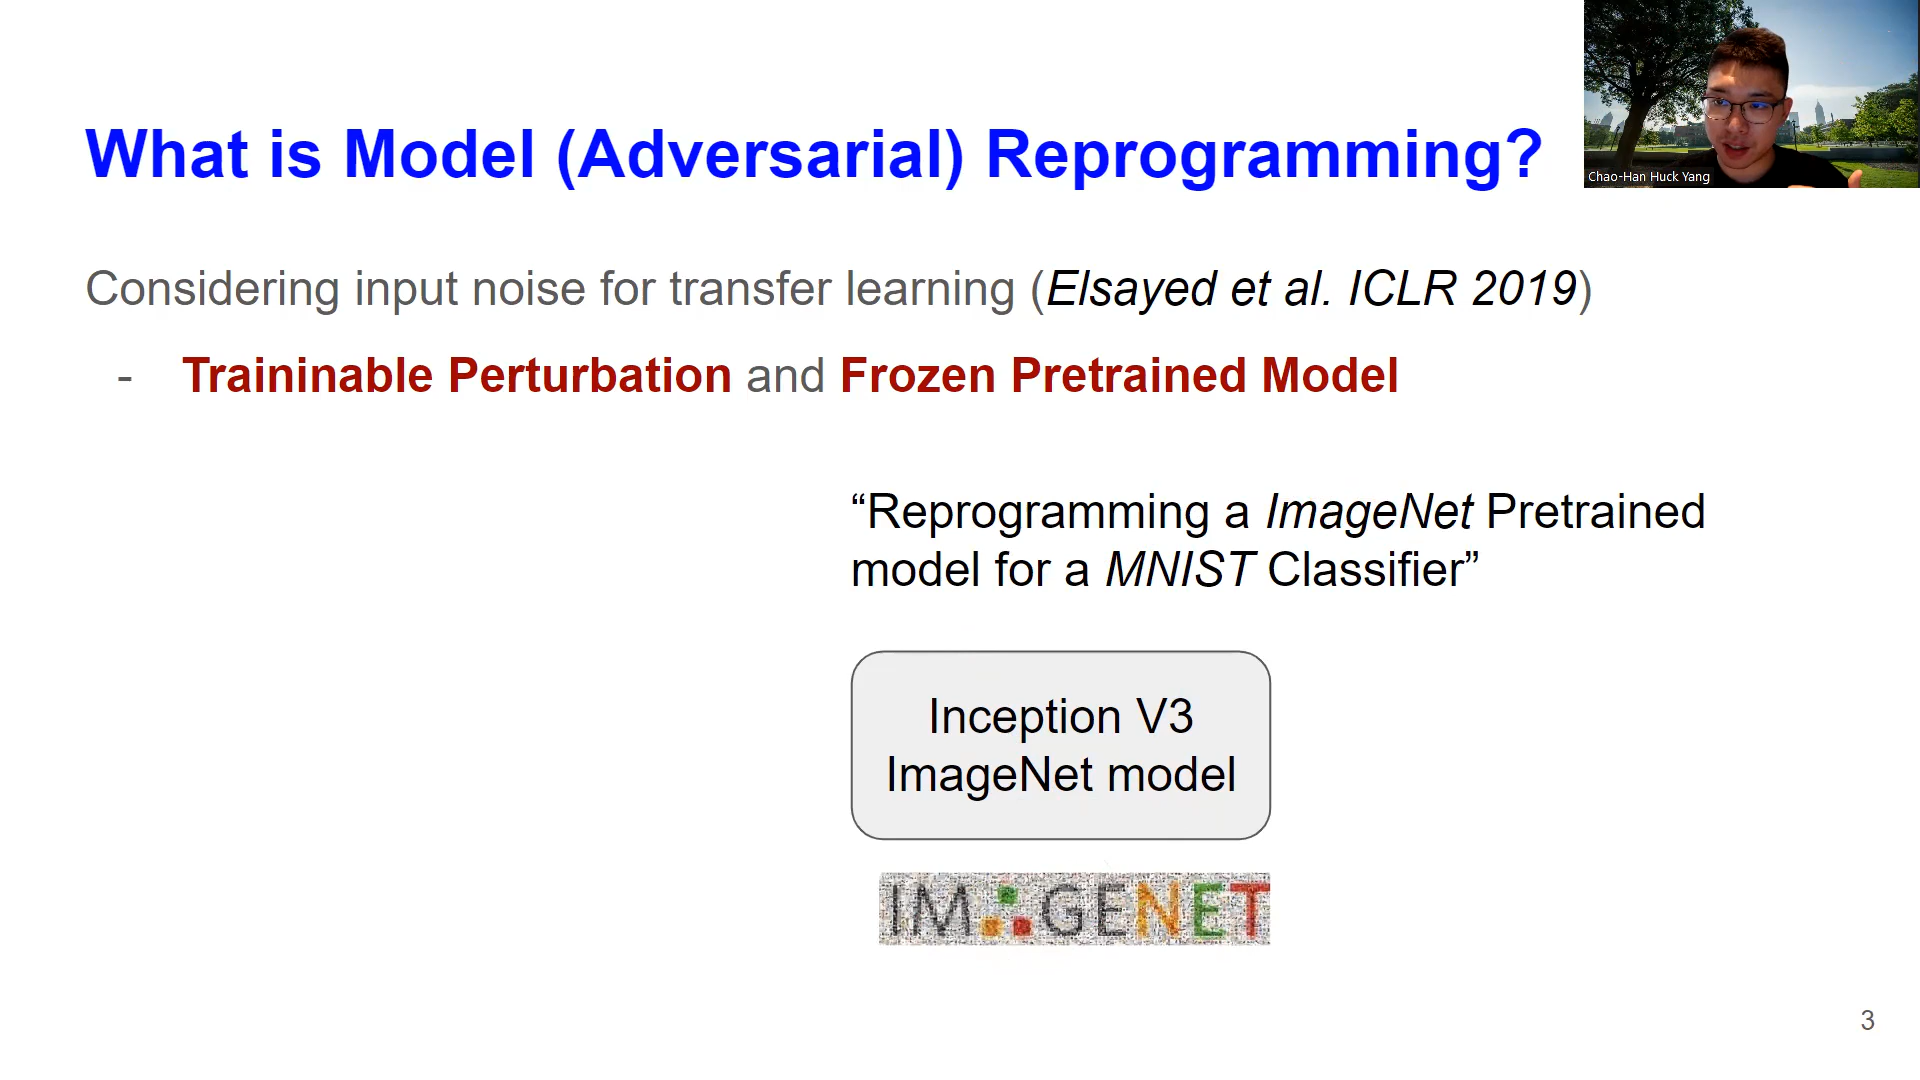 What is Model (Adversarial) Reprogramming?
Chao-Han Huck Yang
Considering input noise for transfer learning (Elsayed et al. ICLR 2019)
- Traininable Perturbation and Frozen Pretrained Model
“Reprogramming a ImageNet Pretrained
model for a MNIST Classifier”
Inception V3
ImageNet model
IMAGENET
3